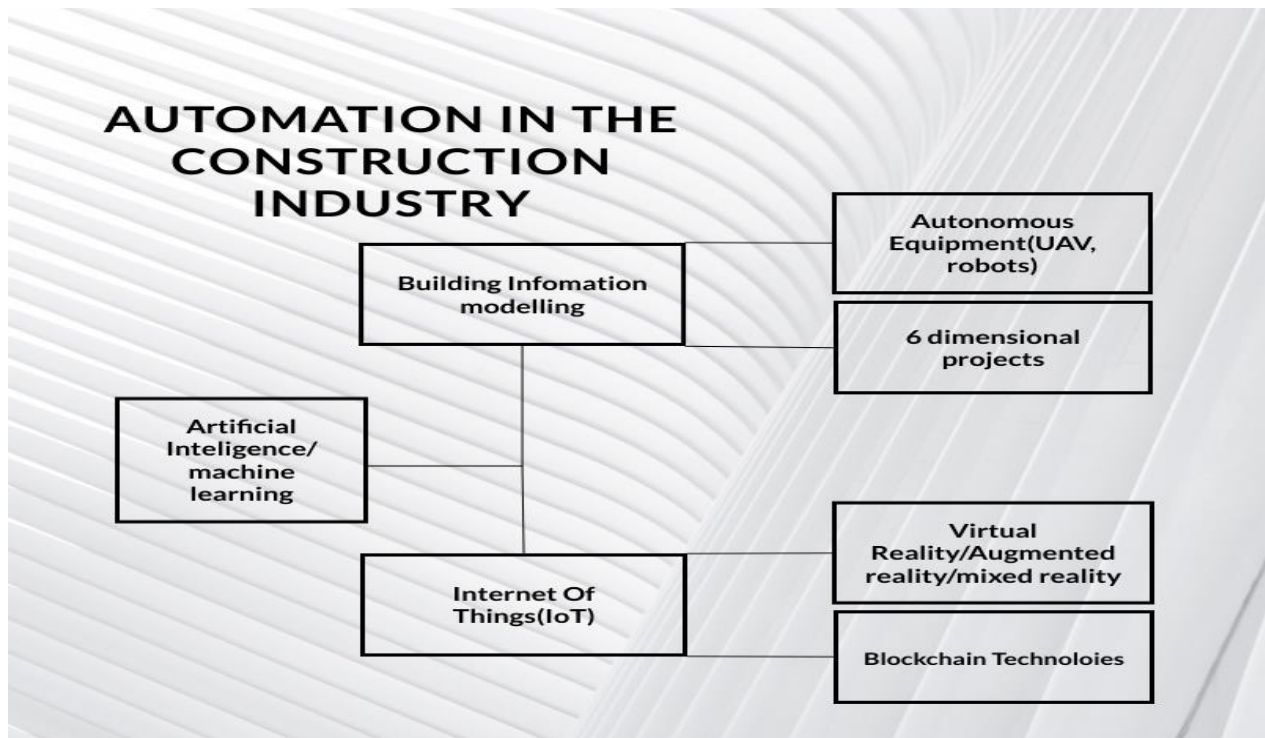 AUTOMATION IN THE
CONSTRUCTION
INDUSTRY
Building Infomation
modelling
Autonomous
Equipment(UAV,
robots)
6 dimensional
projects
Artificial
Inteligence/
machine
learning
Internet Of
Things(IoT)
Virtual
Reality/Augmented
reality/mixed reality
Blockchain Technoloies